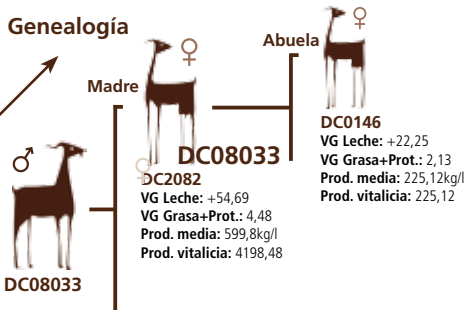 Genealogía
Abuela
Madre
DC0146
VG Leche: +22,25
VG Grasa+Prot.: 2,13
Prod. media: 225,12kg/l
Prod. vitalicia: 225,12
DC08033
DC2082
VG Leche: +54,69
VG Grasa+Prot.: 4,48
Prod. media: 599,8kg/l
Prod. vitalicia: 4198,48
DC08033